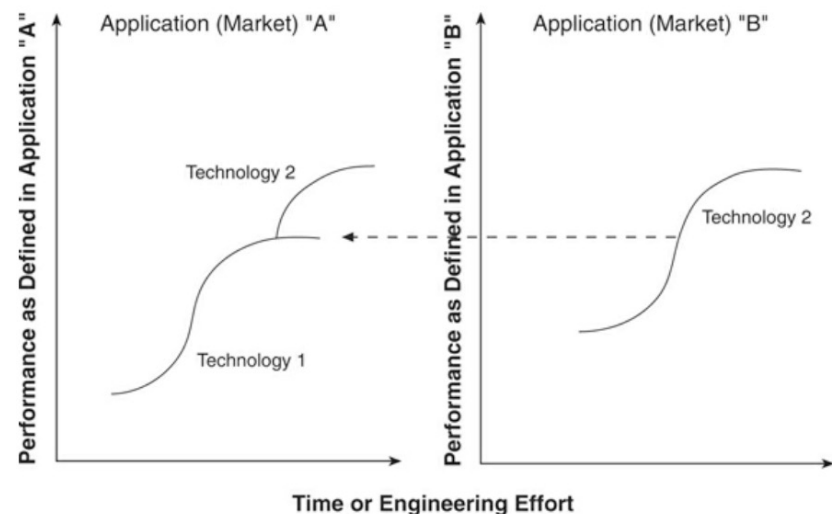 Application (Market) "A"
Performance as Defined in Application "A"
Technology 2
Technology 1
Application (Market) "B"
Performance as Defined in Application "B"
Technology 2
Time or Engineering Effort